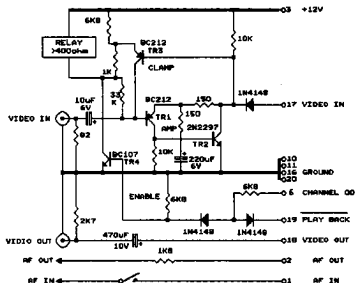 3 +12V
6K8
BC212
TR3
10K
RELAY
>400ohm
1K
CLAMP
33
K
10uF
6V
BC212
150
1N4148
17 VIDEO IN
VIDEO IN
TR1
150
2N2297
AMP
TR2
82
BC107
TR4
10K
220uF
6V
10
11
16
20
GROUND
ENABLE
6K8
6K8
6 CHANNEL QD
2K7
19 PLAY BACK
470uF
10V
1N4148
1N4148
VIDIO OUT
18 VIDEO OUT
AF OUT
1K8
2 AF OUT
AF IN
1 AF IN